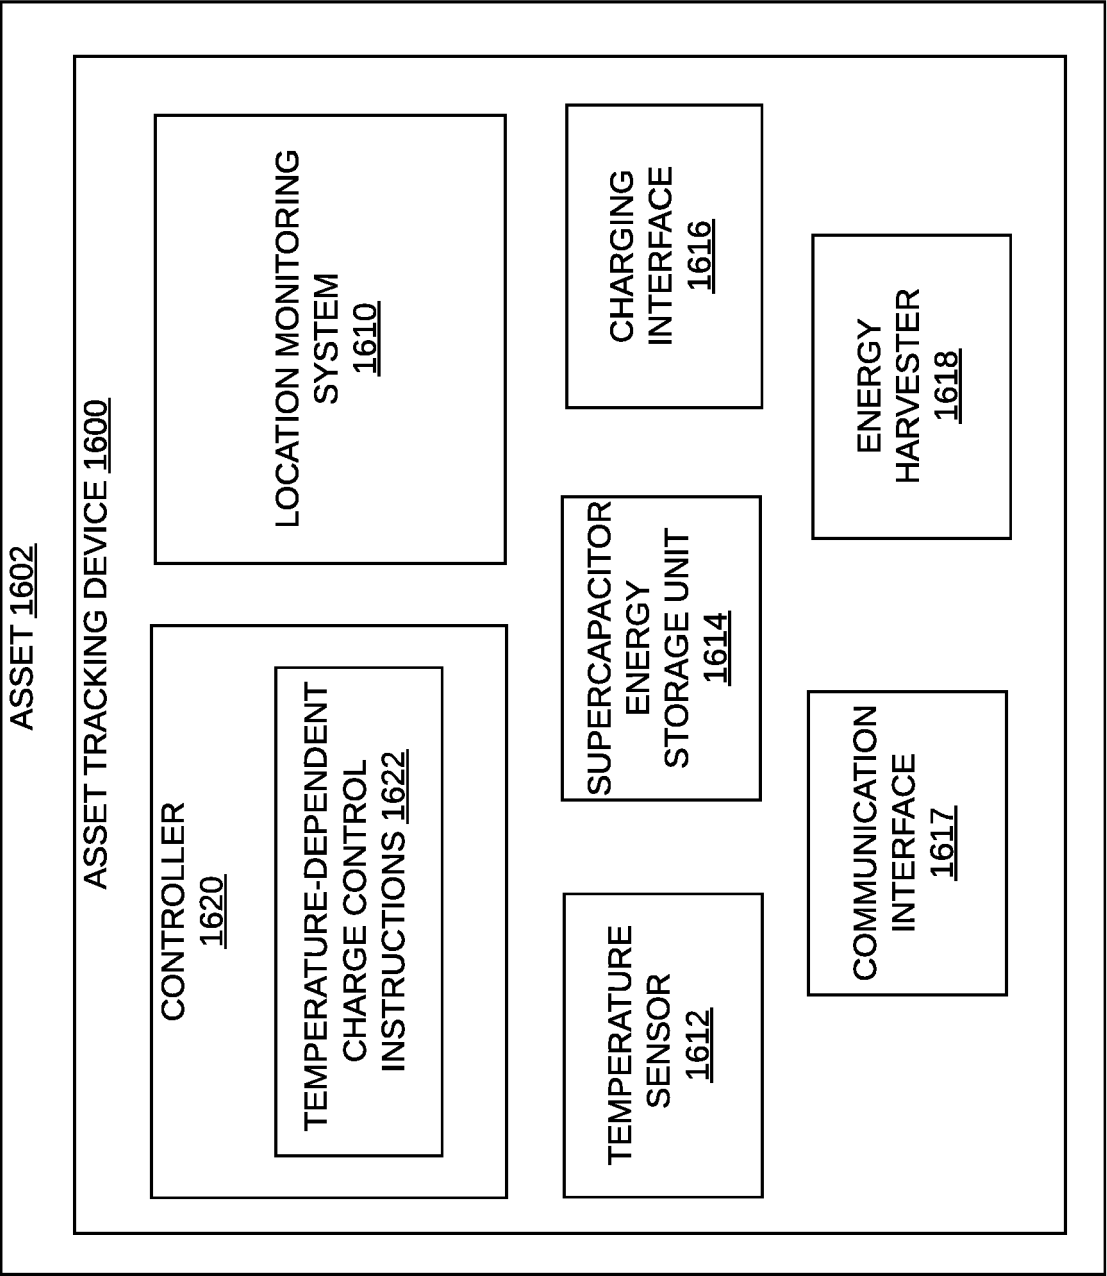 ASSET 1602
ASSET TRACKING DEVICE 1600
CONTROLLER
1620
TEMPERATURE-DEPENDENT
CHARGE CONTROL
INSTRUCTIONS 1622
LOCATION MONITORING
SYSTEM
1610
TEMPERATURE
SENSOR
1612
SUPERCAPACITOR
ENERGY
STORAGE UNIT
1614
CHARGING
INTERFACE
1616
COMMUNICATION
INTERFACE
1617
ENERGY
HARVESTER
1618